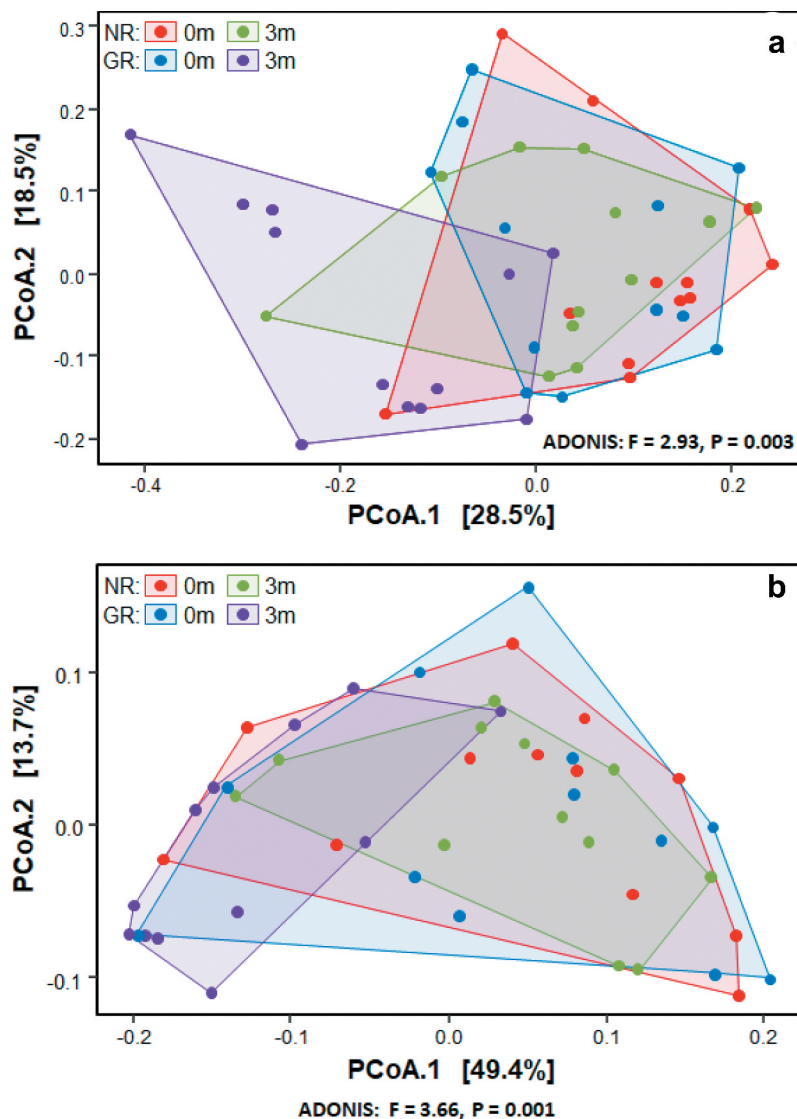 a
NR: 0m 3m
GR: 0m 3m
0.3
0.2
0.1
0.0
-0.1
-0.2
PCoA.2 [18.5%]
ADONIS: F = 2.93, P = 0.003
-0.4 -0.2 0.0 0.2
PCoA.1 [28.5%]
b
NR: 0m 3m
GR: 0m 3m
0.1
0.0
-0.1
PCoA.2 [13.7%]
-0.2 -0.1 0.0 0.1 0.2
PCoA.1 [49.4%]
ADONIS: F = 3.66, P = 0.001